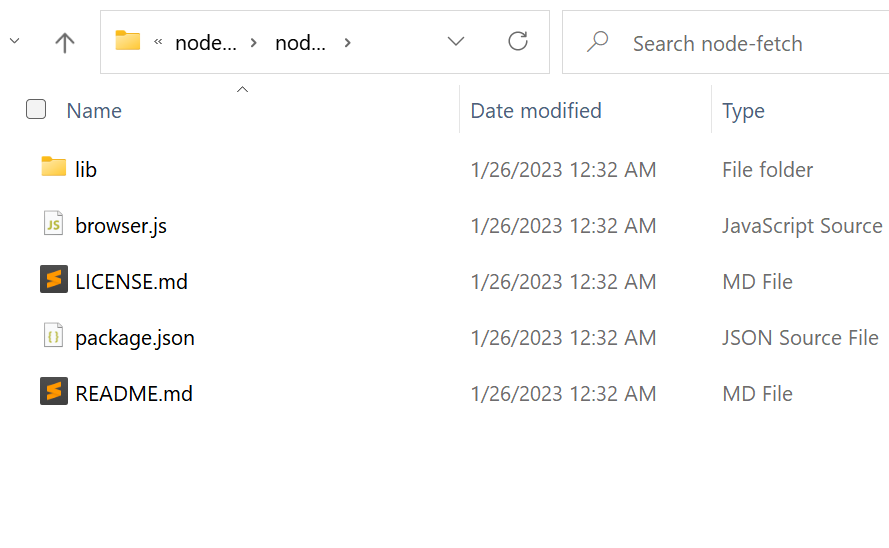 « node... > nod... >
Search node-fetch
Name Date modified Type
lib 1/26/2023 12:32 AM File folder
browser.js 1/26/2023 12:32 AM JavaScript Source
LICENSE.md 1/26/2023 12:32 AM MD File
package.json 1/26/2023 12:32 AM JSON Source File
README.md 1/26/2023 12:32 AM MD File